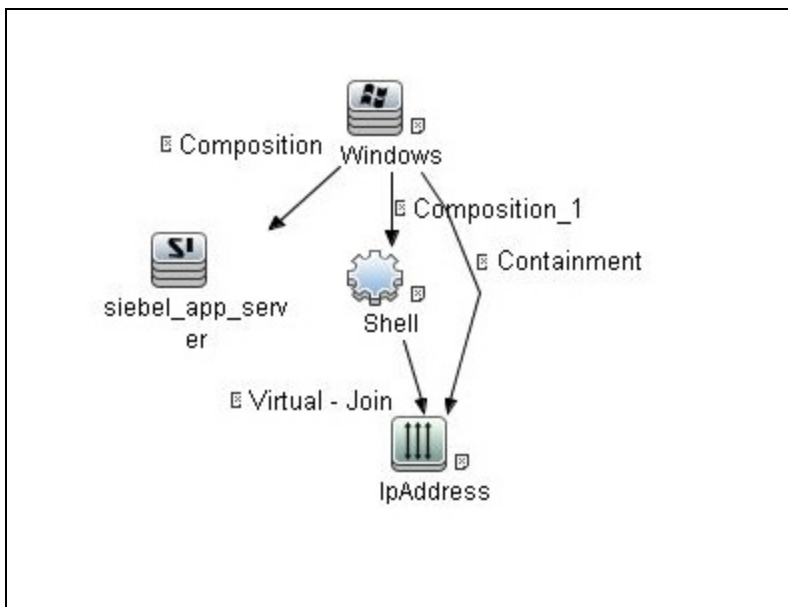 Composition
Windows
Composition_1
Containment
siebel_app_serv
er
Shell
Virtual - Join
IpAddress